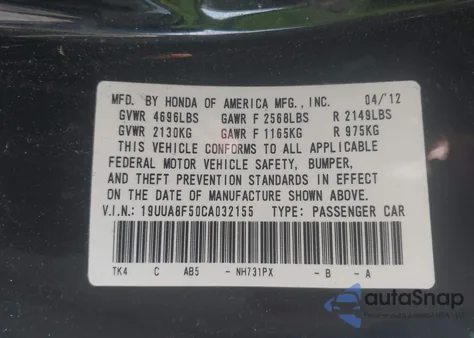 MFD. BY HONDA OF AMERICA MFG., INC. 04/'12
GVWR 4696LBS GAWR F 2568LBS R 2149LBS
GVWR 2130KG GAWR F 1165KG R 975KG
THIS VEHICLE CONFORMS TO ALL APPLICABLE
FEDERAL MOTOR VEHICLE SAFETY, BUMPER,
AND THEFT PREVENTION STANDARDS IN EFFECT
ON THE DATE OF MANUFACTURE SHOWN ABOVE.
V.I.N.: 19UUA8F50CA032155 TYPE: PASSENGER CAR
TK4 C AB5 - NH731PX - B - A
autoSnap